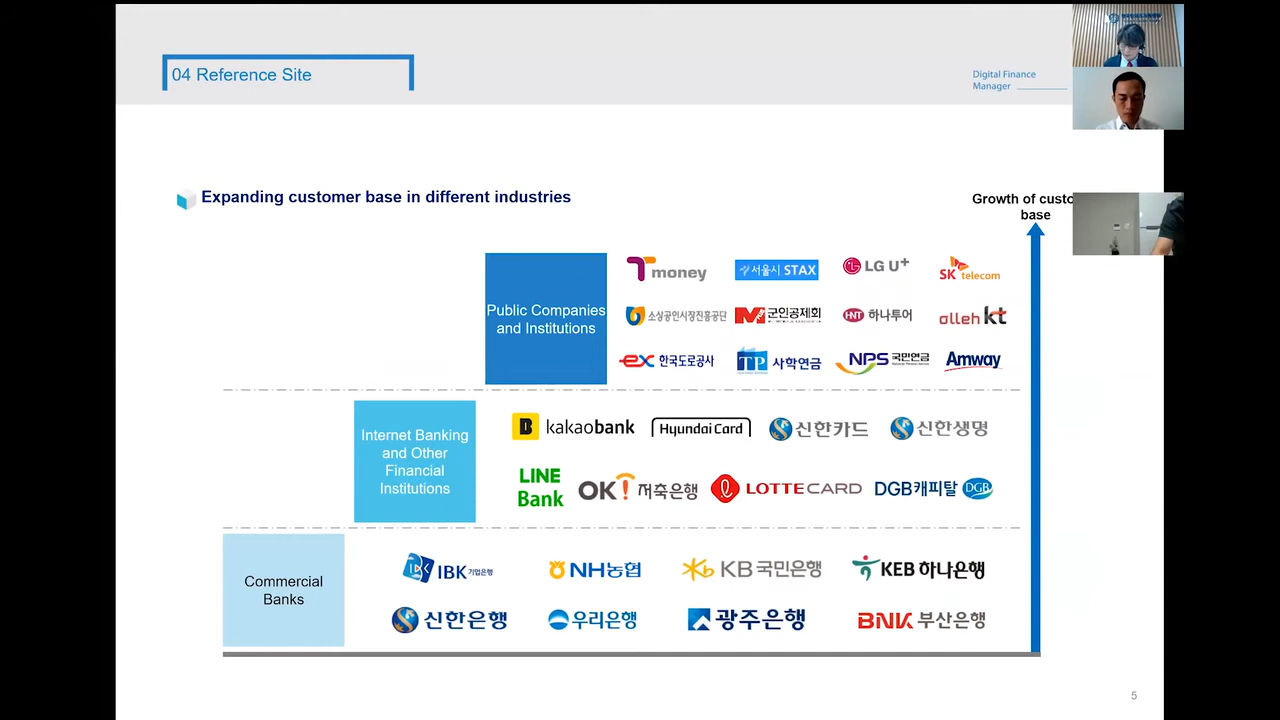 04 Reference Site
Digital Finance
Manager
Expanding customer base in different industries
Growth of custo
base
Public Companies
and Institutions
T money
서울시 STAX
LG U+
SK telecom
소상공인시장진흥공단
군인공제회
HNT 하나투어
olleh kt
ex 한국도로공사
TP 사학연금
NPS 국민연금
Amway
Internet Banking
and Other
Financial
Institutions
kakaobank
Hyundai Card
신한카드
신한생명
LINE
Bank
OK! 저축은행
LOTTE CARD
DGB캐피탈 DGB
Commercial
Banks
IBK 기업은행
NH농협
KB 국민은행
KEB 하나은행
신한은행
우리은행
광주은행
BNK 부산은행
5